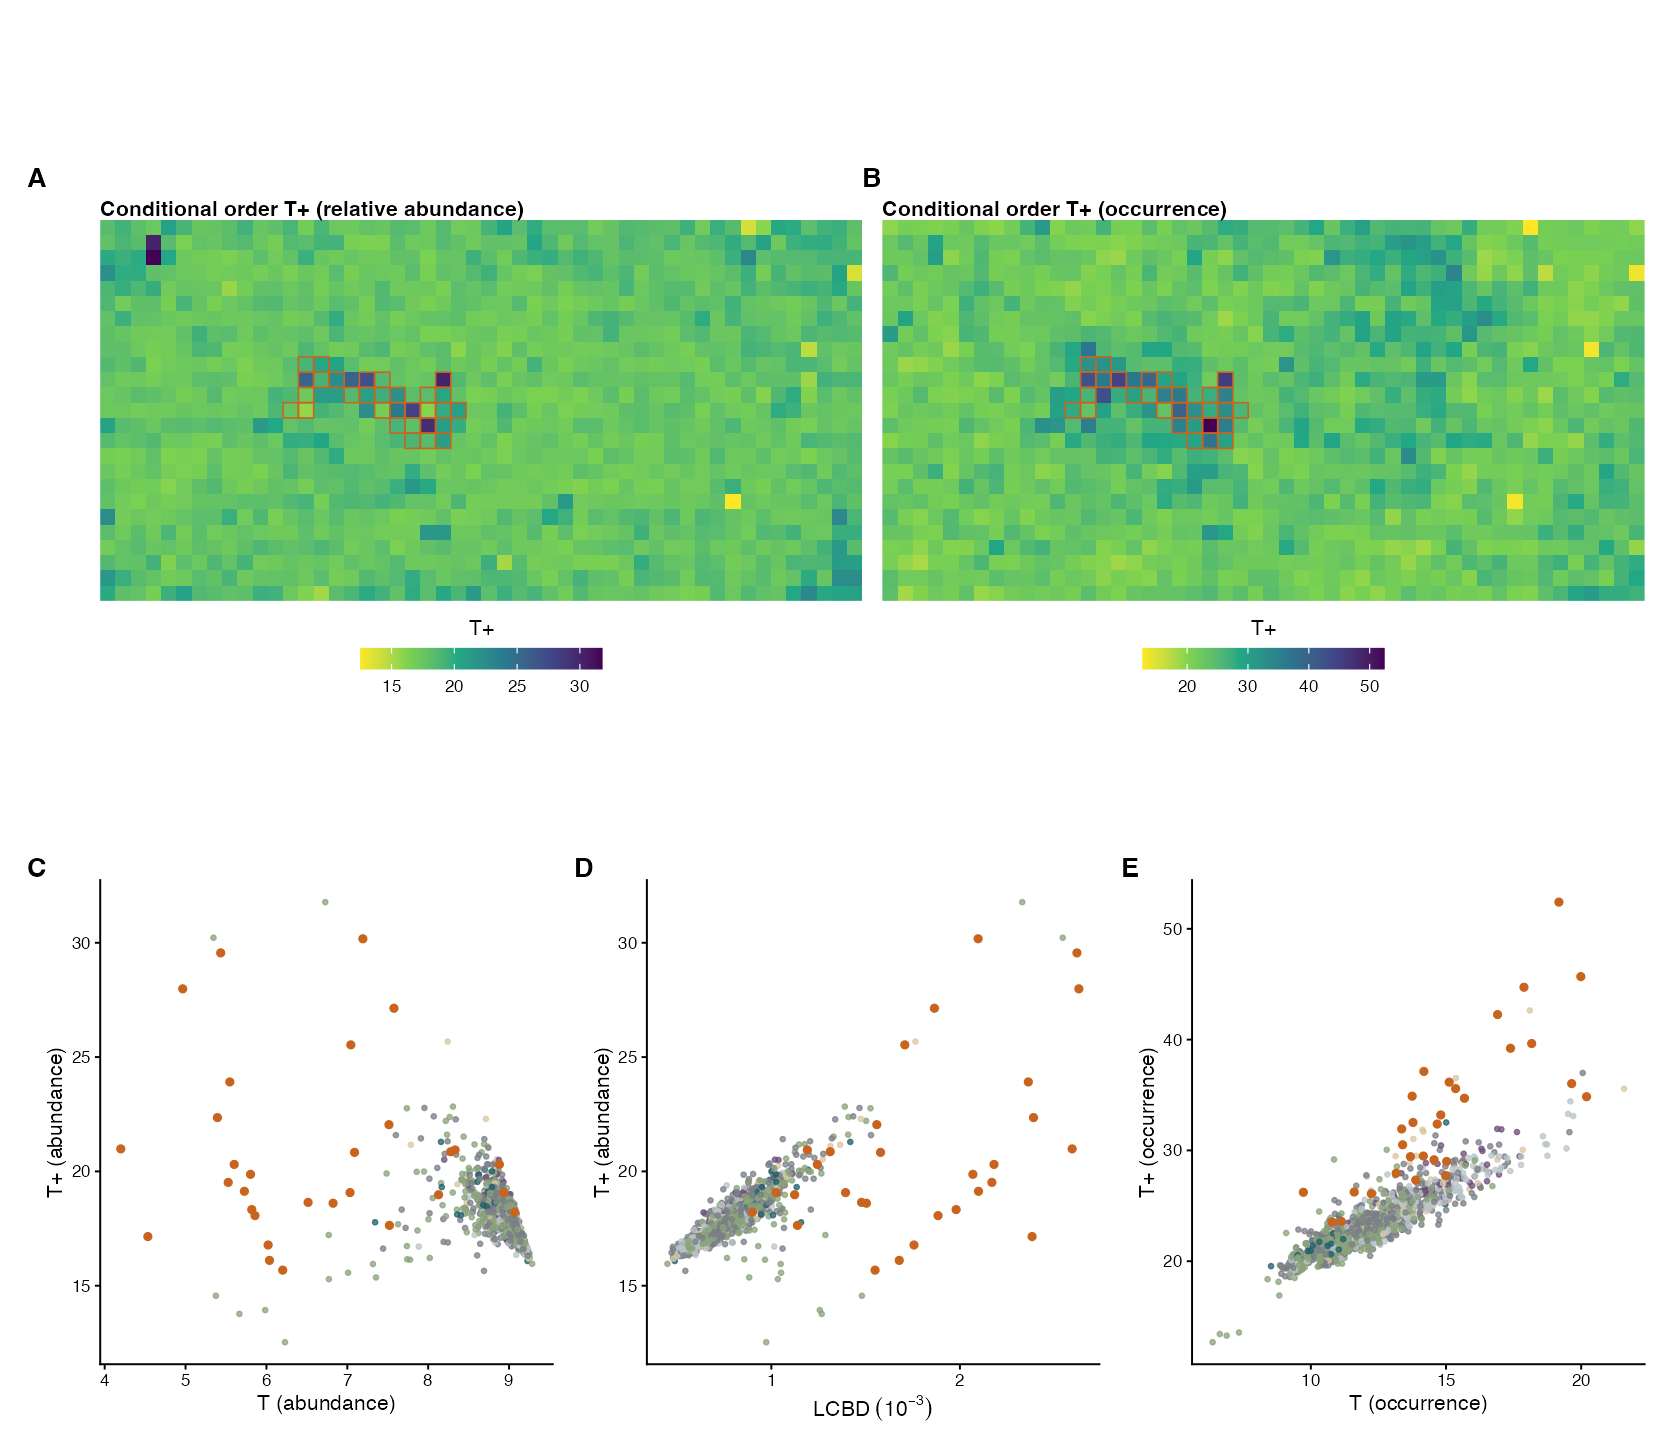 A
B
Conditional order T+ (relative abundance)
Conditional order T+ (occurrence)
T+
15 20 25 30
T+
20 30 40 50
C
D
E
T+ (abundance)
30
25
20
15
4 5 6 7 8 9
T (abundance)
T+ (abundance)
30
25
20
15
1 2
LCBD (10⁻³)
T+ (occurrence)
50
40
30
20
10 15 20
T (occurrence)